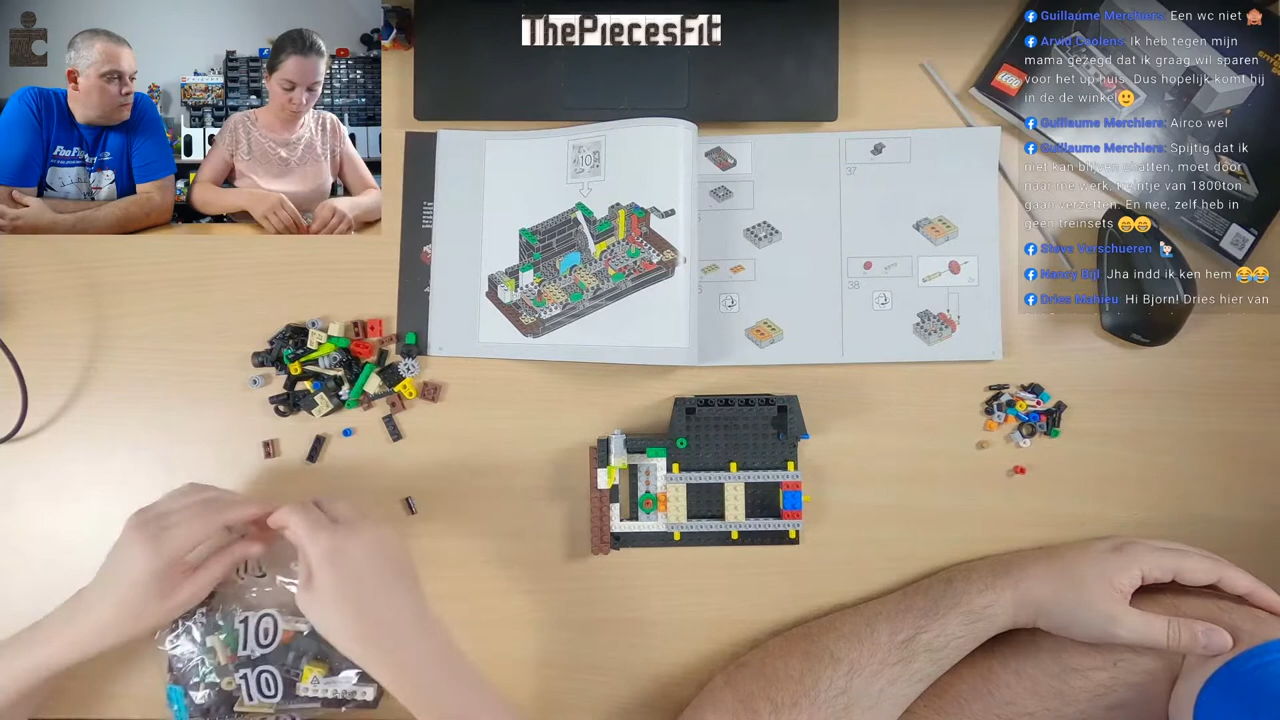 ThePiecesFit
Guillaume Merchiers: Een wc niet 🙈
Arvid Coolens: Ik heb tegen mijn
mama gezegd dat ik graag wil sparen
voor het up huis. Dus hopelijk komt hij
in de de winkel🙂
Guillaume Merchiers: Airco wel
Guillaume Merchiers: Spijtig dat ik
niet kan blijven chatten, moet door
naar me werk,
van 1800ton
gaan verzetten. En nee, zelf heb in
geen treinsets 😁😁
Steve Verschueren 🙋🏻‍♂️
Nancy Bijl: Jha indd ik ken hem 😂😂
Dries Mahieu: Hi Bjorn! Dries hier van
LEGO
10
37
38
10
10